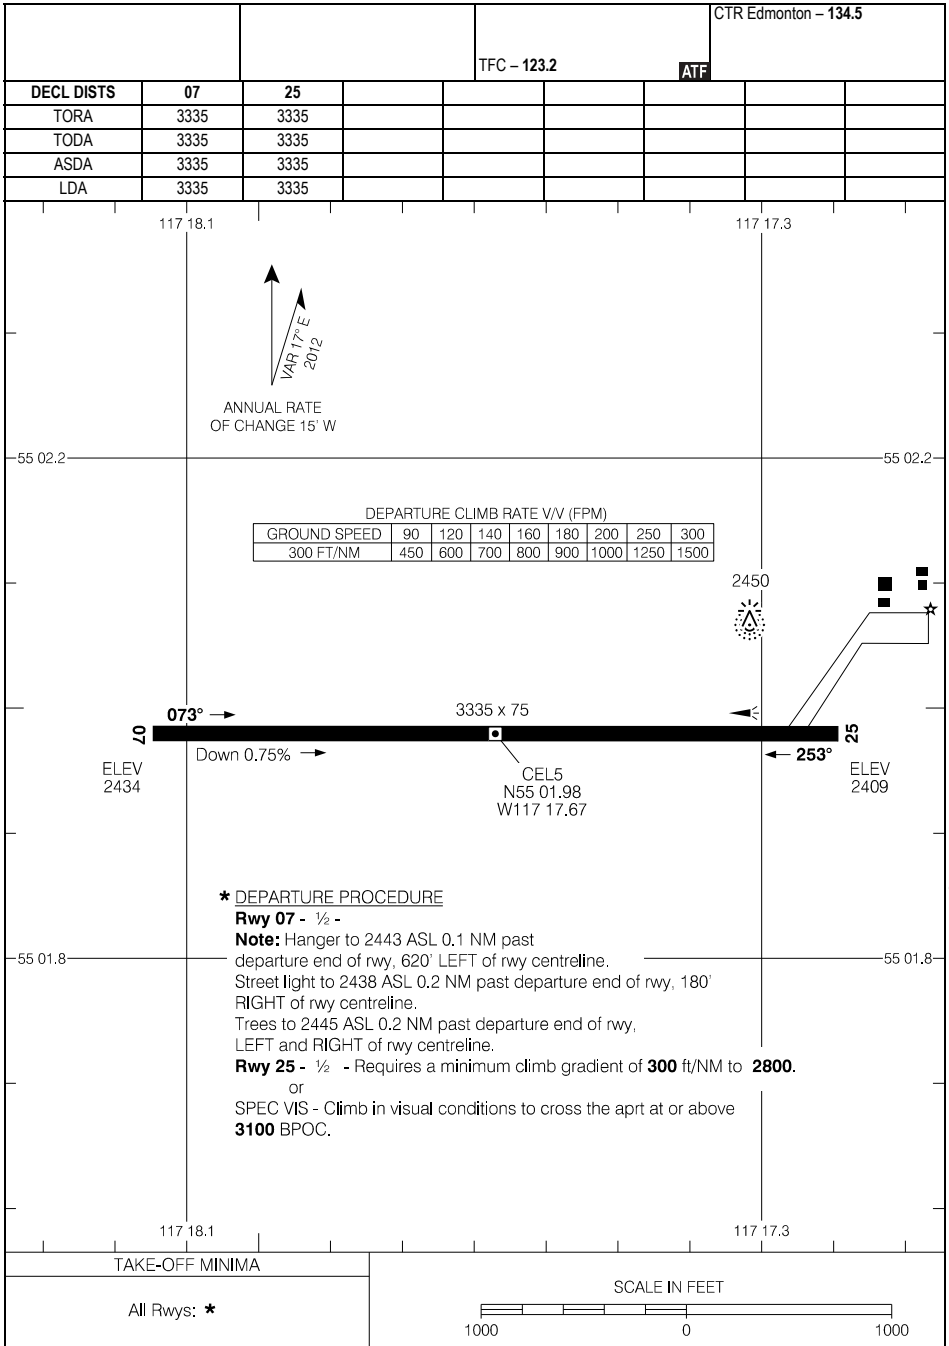 CTR Edmonton – 134.5
TFC – 123.2 ATF
DECL DISTS 07 25
TORA 3335 3335
TODA 3335 3335
ASDA 3335 3335
LDA 3335 3335
117 18.1 117 17.3
VAR 17° E
2012
ANNUAL RATE
OF CHANGE 15' W
55 02.2 55 02.2
DEPARTURE CLIMB RATE V/V (FPM)
GROUND SPEED 90 120 140 160 180 200 250 300
300 FT/NM 450 600 700 800 900 1000 1250 1500
2450
073° 3335 x 75
07 25
Down 0.75% 253°
ELEV
2434
CEL5
N55 01.98
W117 17.67
ELEV
2409
* DEPARTURE PROCEDURE
Rwy 07 - ½ -
Note: Hanger to 2443 ASL 0.1 NM past
departure end of rwy, 620' LEFT of rwy centreline.
55 01.8 55 01.8
Street light to 2438 ASL 0.2 NM past departure end of rwy, 180'
RIGHT of rwy centreline.
Trees to 2445 ASL 0.2 NM past departure end of rwy,
LEFT and RIGHT of rwy centreline.
Rwy 25 - ½ - Requires a minimum climb gradient of 300 ft/NM to 2800.
or
SPEC VIS - Climb in visual conditions to cross the aprt at or above
3100 BPOC.
117 18.1 117 17.3
TAKE-OFF MINIMA
All Rwys: *
SCALE IN FEET
1000 0 1000